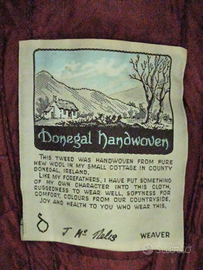 Donegal Handwoven
THIS TWEED WAS HANDWOVEN FROM PURE
NEW WOOL IN MY SMALL COTTAGE IN COUNTY
DONEGAL, IRELAND.
LIKE MY FOREFATHERS, I HAVE PUT SOMETHING
OF MY OWN CHARACTER INTO THIS CLOTH,
RUGGEDNESS TO WEAR WELL, SOFTNESS FOR
COMFORT, COLOURS FROM OUR COUNTRYSIDE,
JOY AND HEALTH TO YOU WHO WEAR THIS.
J Mc
WEAVER